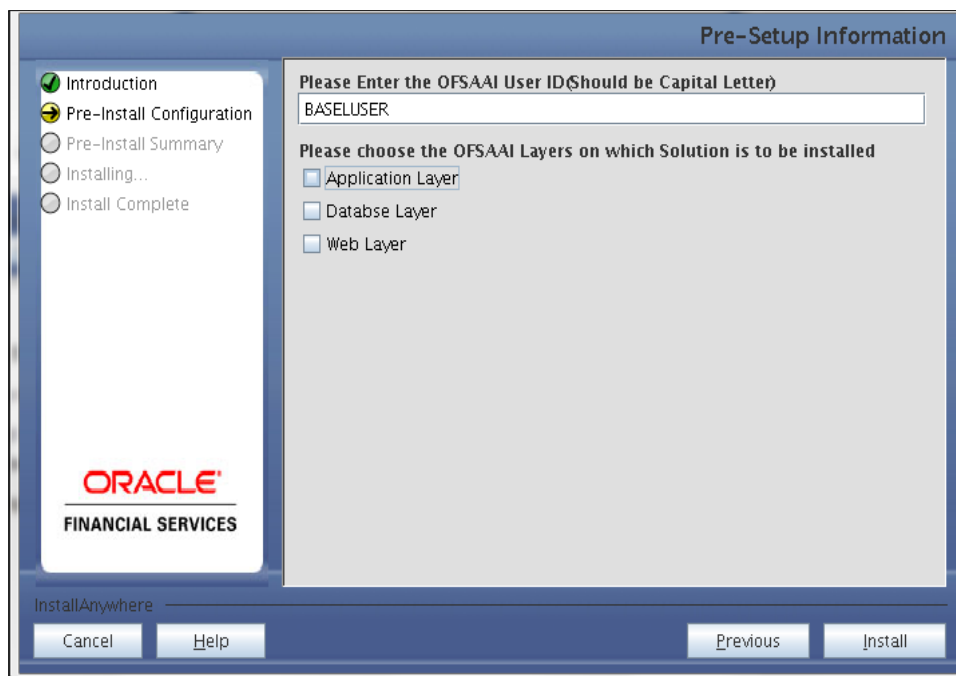 Pre-Setup Information
Introduction
Pre-Install Configuration
Pre-Install Summary
Installing...
Install Complete
ORACLE'
FINANCIAL SERVICES
Please Enter the OFSAAI User ID(Should be Capital Letter)
BASELUSER
Please choose the OFSAAI Layers on which Solution is to be installed
Application Layer
Databse Layer
Web Layer
InstallAnywhere
Cancel
Help
Previous
Install